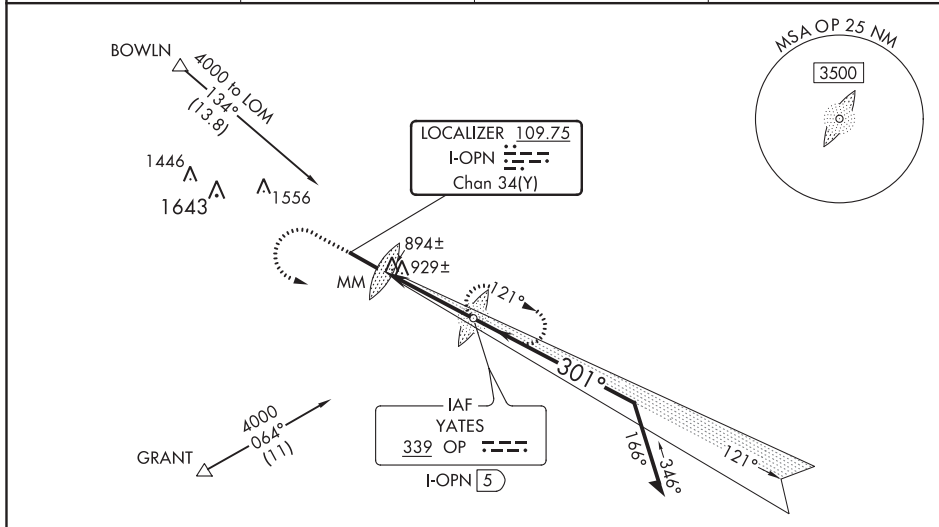 BOWLN
4000 to LOM
134°
(13.8)
MSA OP 25 NM
3500
LOCALIZER 109.75
I-OPN
Chan 34(Y)
1446
1643
1556
894±
929±
MM
121°
301°
IAF
YATES
339 OP
I-OPN 5
4000
064°
(11)
GRANT
166°
346°
121°